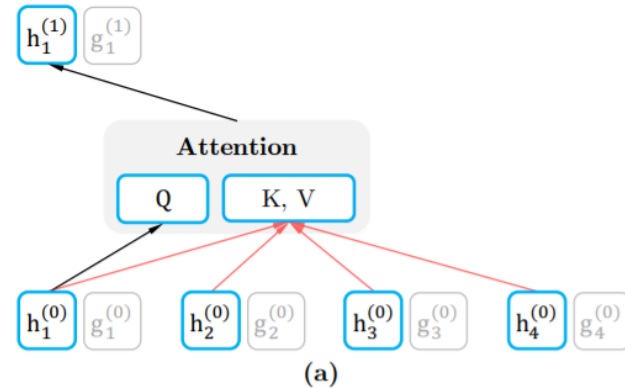 h₁⁽¹⁾ g₁⁽¹⁾
Attention
Q K, V
h₁⁽⁰⁾ g₁⁽⁰⁾ h₂⁽⁰⁾ g₂⁽⁰⁾ h₃⁽⁰⁾ g₃⁽⁰⁾ h₄⁽⁰⁾ g₄⁽⁰⁾
(a)